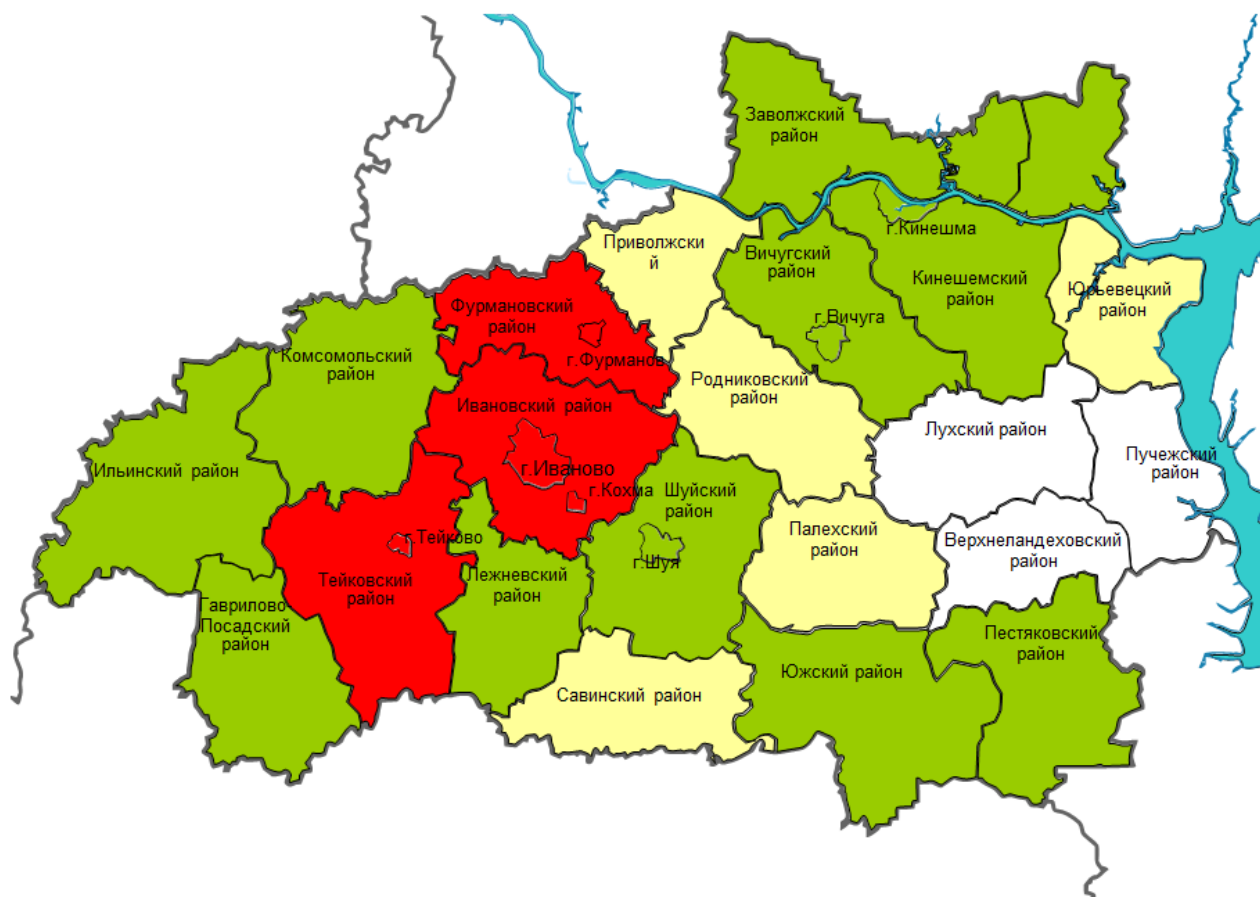 Заволжский
район
г.Кинешма
Приволжск
ий
Вичугский
район
Кинешемский
район
Юрьевецкий
район
Фурмановский
район
г.Вичуга
г.Фурманов
Комсомольский
район
Родниковский
район
Ивановский район
Лухский район
Пучежский
район
Ильинский район
г.Иваново
г.Кохма
Шуйский
район
Палехский
район
г.Тейково
Верхнеландеховский
район
г.Шуя
Тейковский
район
Лежневский
район
Гаврилово-
Посадский
район
Пестяковский
район
Южский район
Савинский район